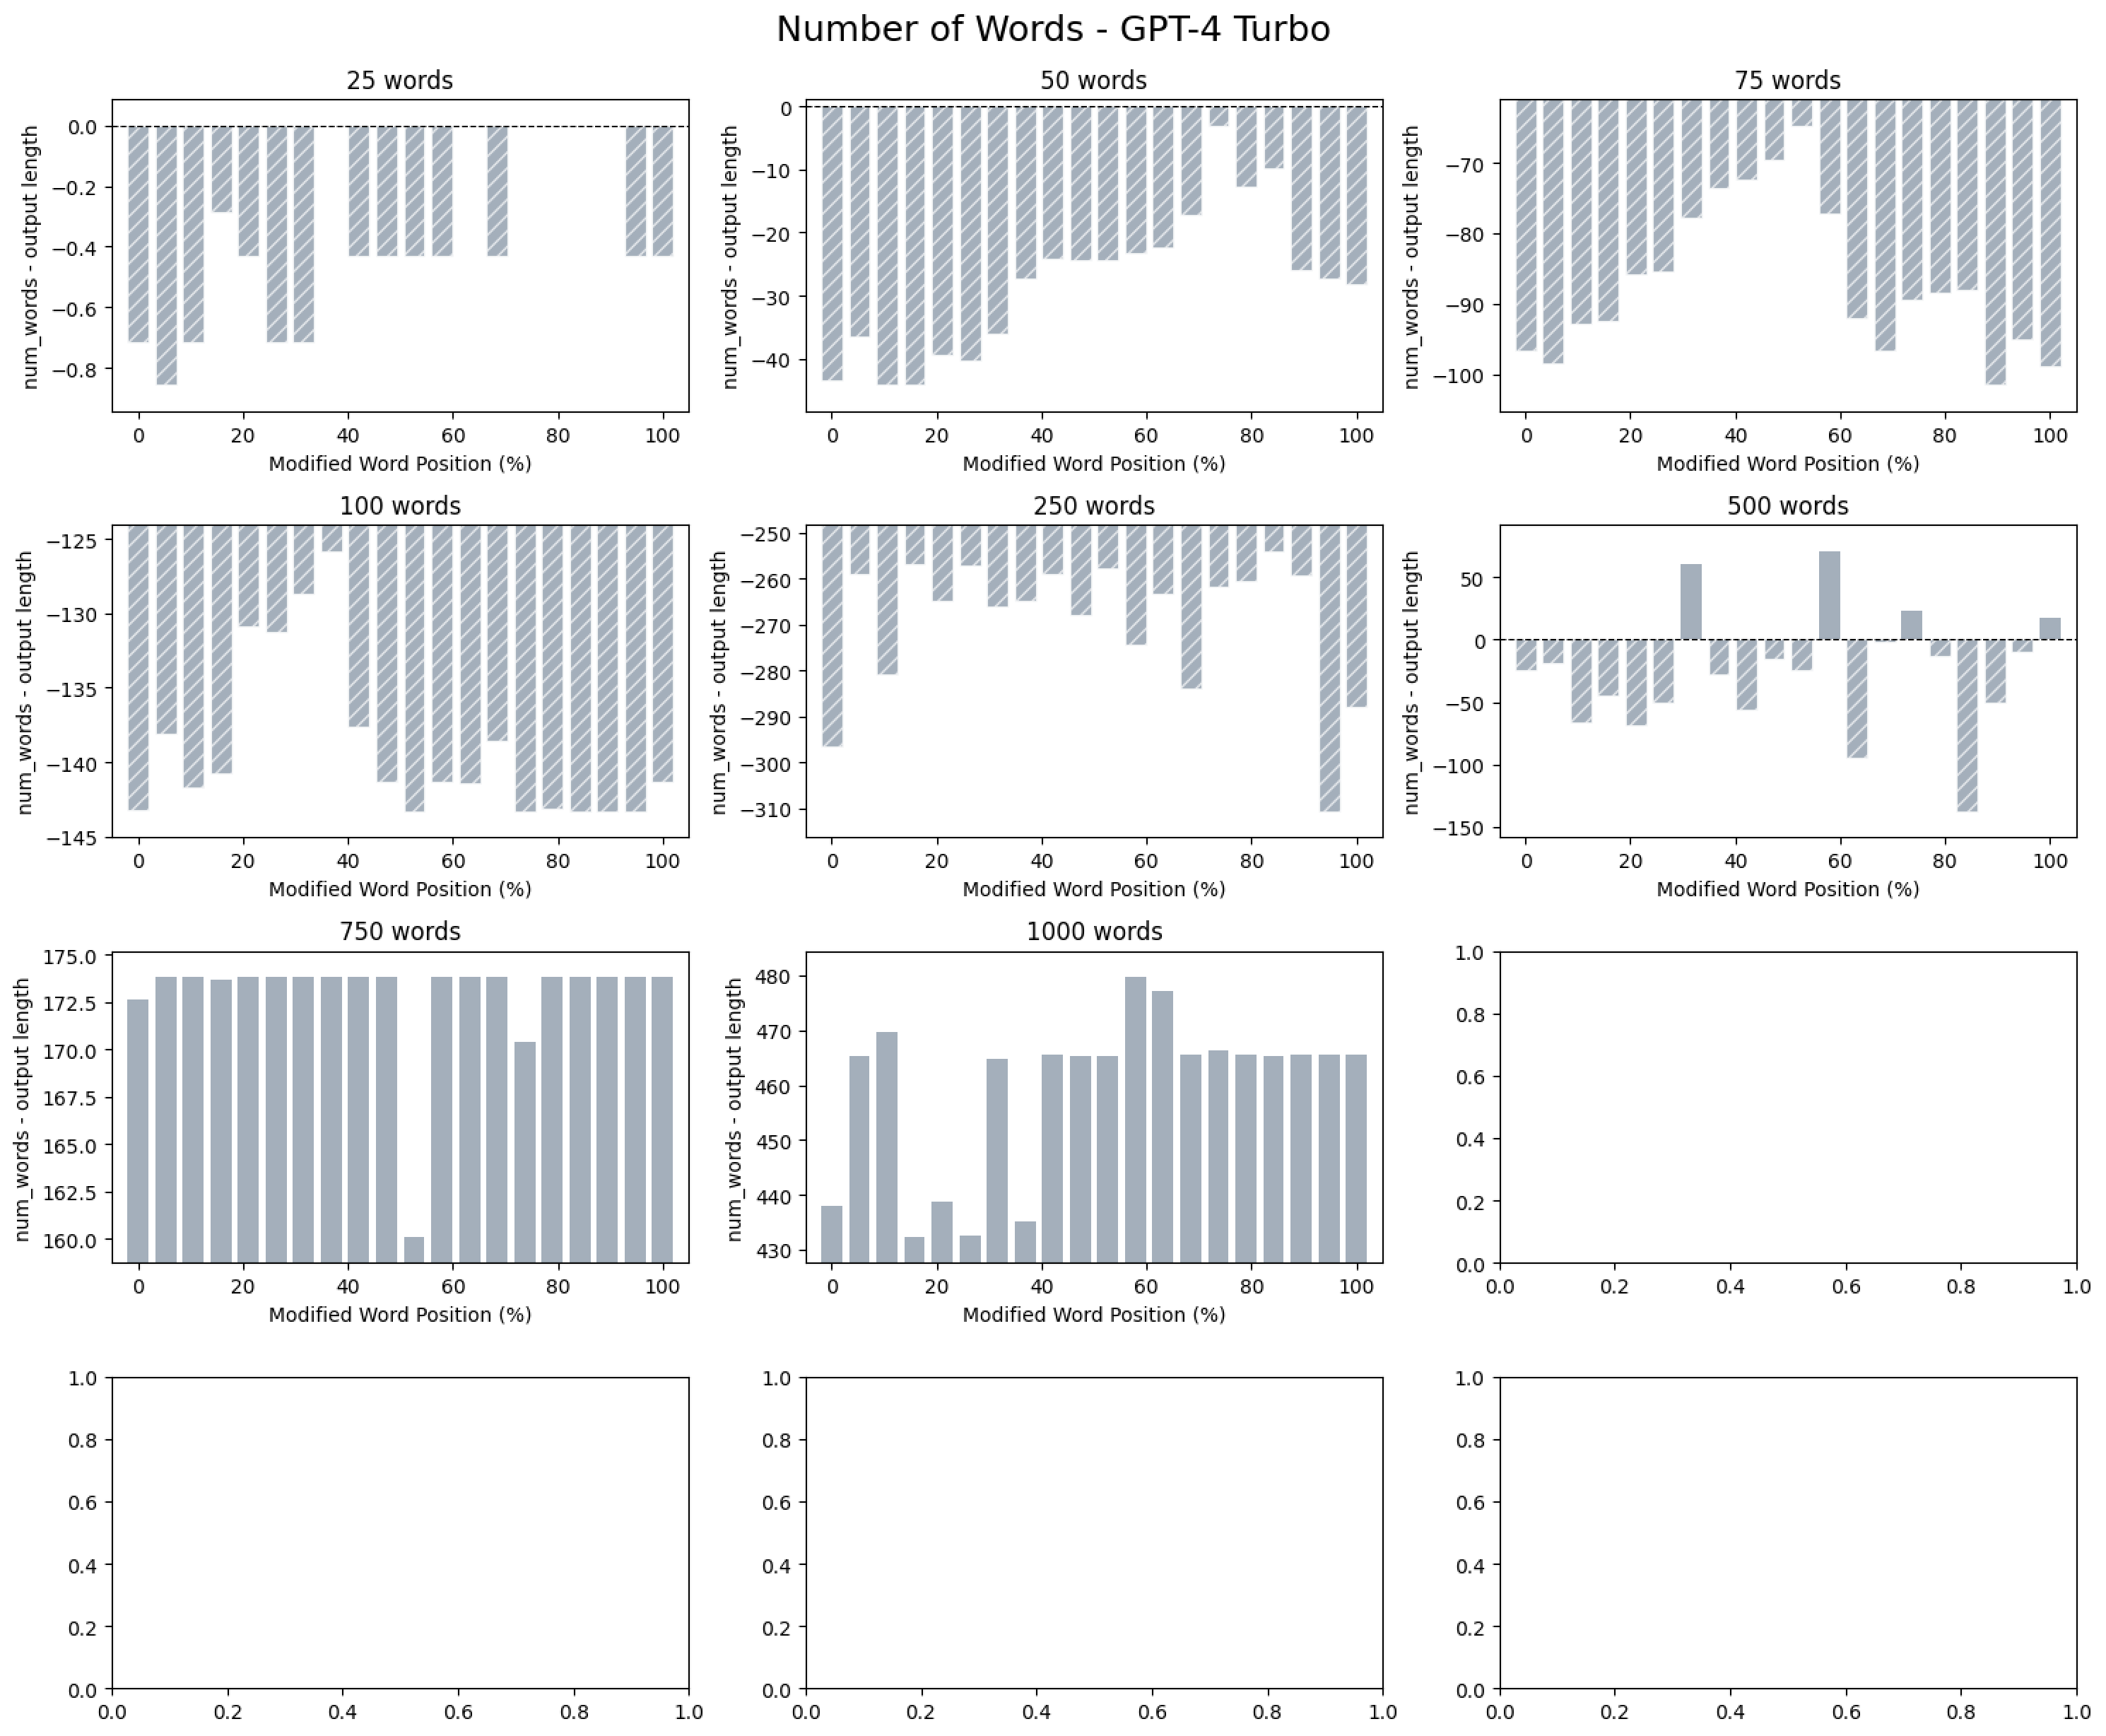 Number of Words - GPT-4 Turbo
25 words
num_words - output length
0.0
−0.2
−0.4
−0.6
−0.8
0 20 40 60 80 100
Modified Word Position (%)
50 words
num_words - output length
0
−10
−20
−30
−40
0 20 40 60 80 100
Modified Word Position (%)
75 words
num_words - output length
−70
−80
−90
−100
0 20 40 60 80 100
Modified Word Position (%)
100 words
num_words - output length
−125
−130
−135
−140
−145
0 20 40 60 80 100
Modified Word Position (%)
250 words
num_words - output length
−250
−260
−270
−280
−290
−300
−310
0 20 40 60 80 100
Modified Word Position (%)
500 words
num_words - output length
50
0
−50
−100
−150
0 20 40 60 80 100
Modified Word Position (%)
750 words
num_words - output length
175.0
172.5
170.0
167.5
165.0
162.5
160.0
0 20 40 60 80 100
Modified Word Position (%)
1000 words
num_words - output length
480
470
460
450
440
430
0 20 40 60 80 100
Modified Word Position (%)
1.0
0.8
0.6
0.4
0.2
0.0
0.0 0.2 0.4 0.6 0.8 1.0
1.0
0.8
0.6
0.4
0.2
0.0
0.0 0.2 0.4 0.6 0.8 1.0
1.0
0.8
0.6
0.4
0.2
0.0
0.0 0.2 0.4 0.6 0.8 1.0
1.0
0.8
0.6
0.4
0.2
0.0
0.0 0.2 0.4 0.6 0.8 1.0